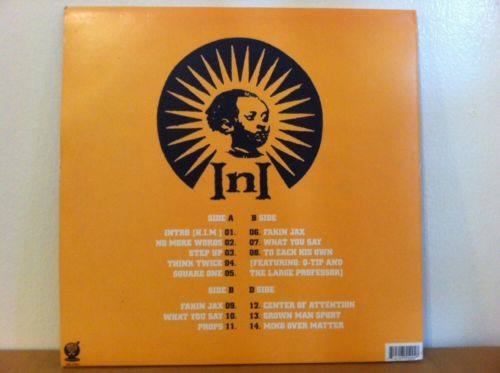 InI
SIDE A
INTRO [H.I.M.] 01.
NO MORE WORDS 02.
STEP UP 03.
THINK TWICE 04.
SQUARE ONE 05.
B SIDE
06. FAKIN JAX
07. WHAT YOU SAY
08. TO EACH HIS OWN
[FEATURING: Q-TIP AND
THE LARGE PROFESSOR]
SIDE B
FAKIN JAX 09.
WHAT YOU SAY 10.
PROPS 11.
D SIDE
12. CENTER OF ATTENTION
13. GROWN MAN SPORT
14. MIND OVER MATTER